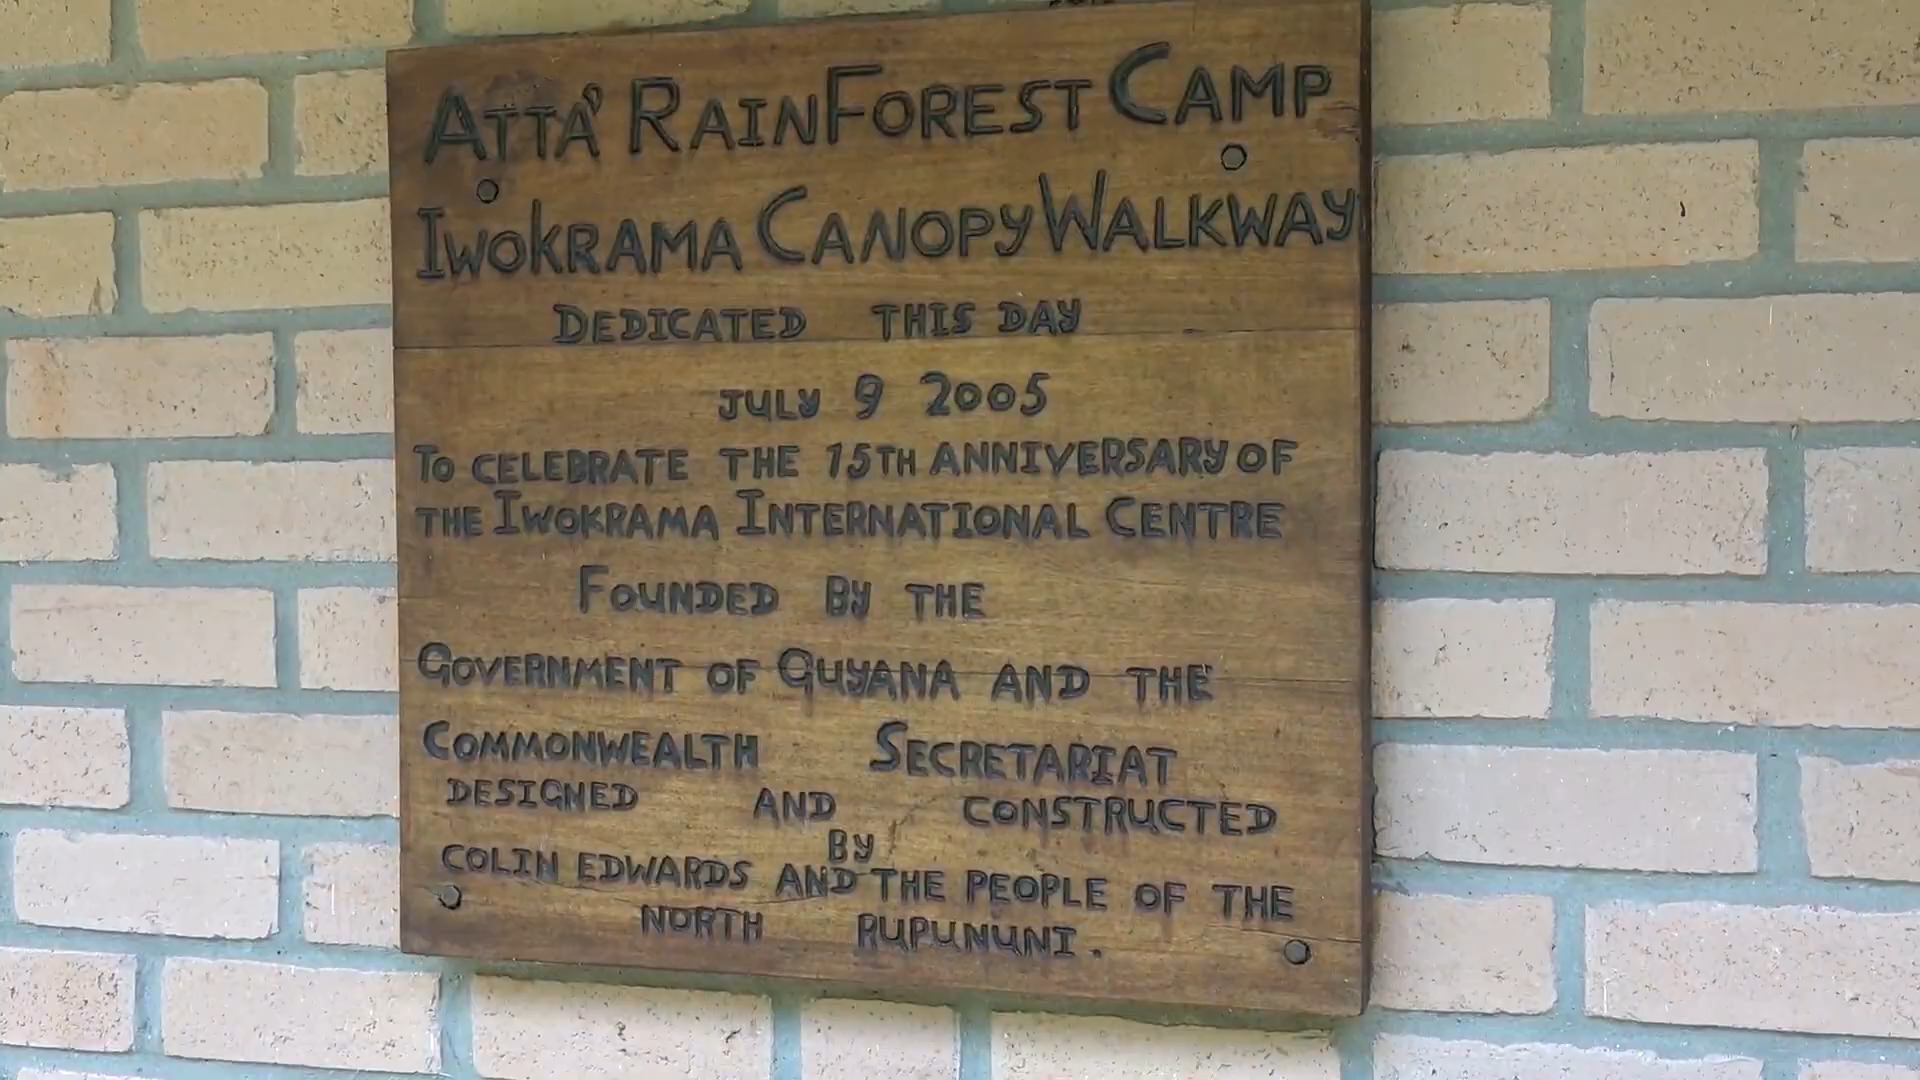 ATTA' RAINFOREST CAMP
IWOKRAMA CANOPY WALKWAY
DEDICATED THIS DAY
JULY 9 2005
TO CELEBRATE THE 15TH ANNIVERSARY OF
THE IWOKRAMA INTERNATIONAL CENTRE
FOUNDED BY THE
GOVERNMENT OF GUYANA AND THE
COMMONWEALTH SECRETARIAT
DESIGNED AND CONSTRUCTED
BY
COLIN EDWARDS AND THE PEOPLE OF THE
NORTH RUPUNUNI.